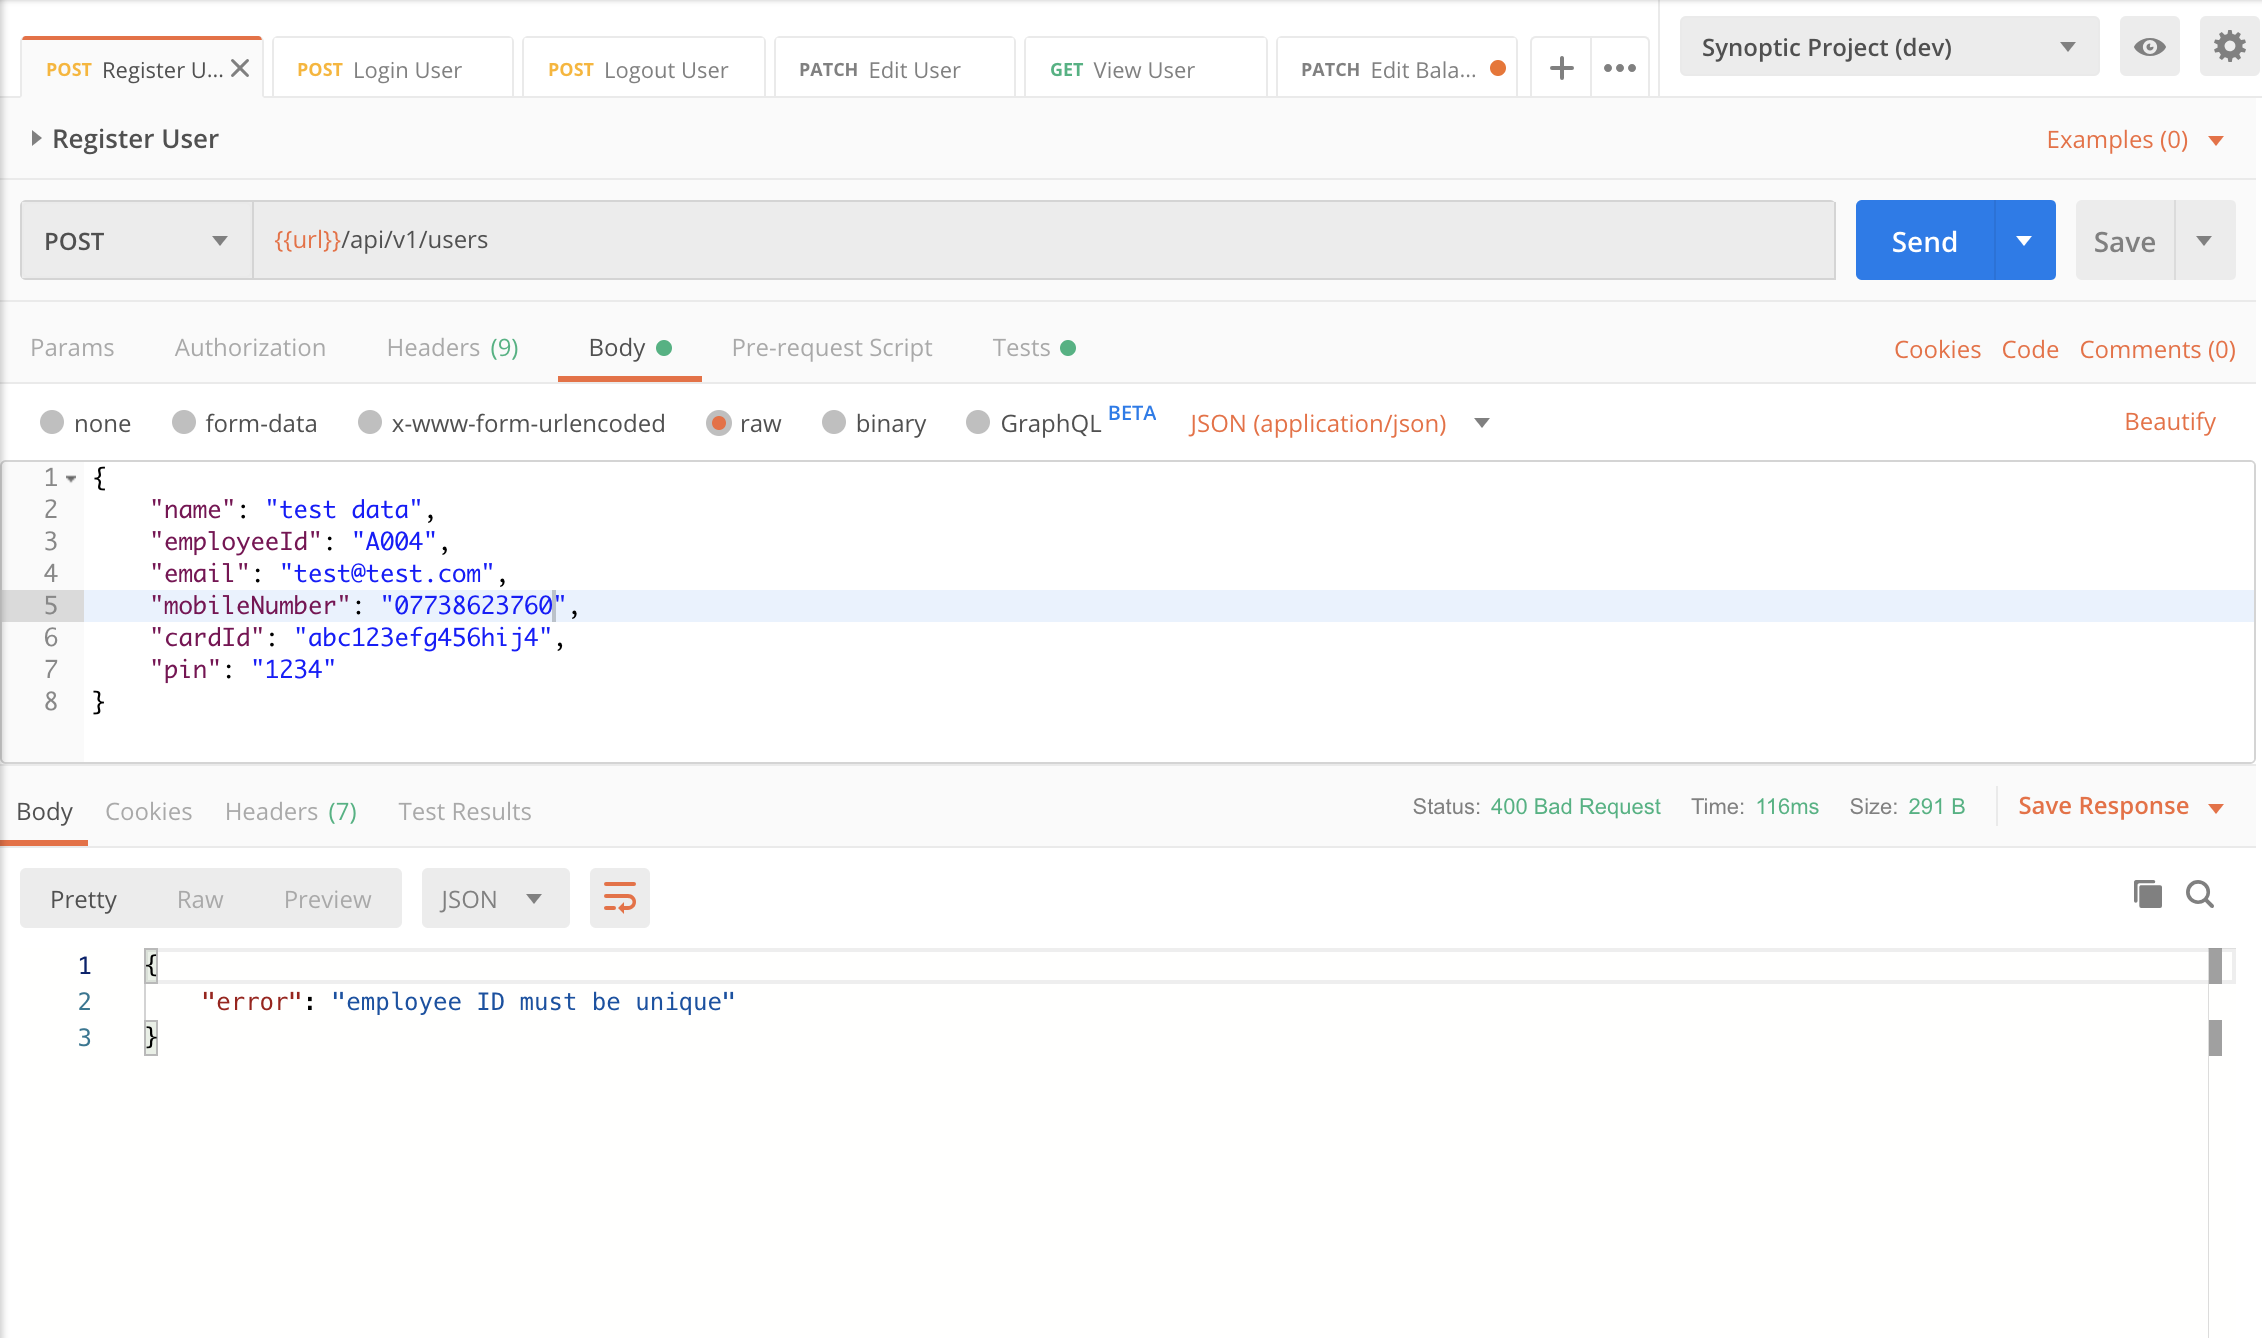 POST Register U... POST Login User POST Logout User PATCH Edit User GET View User PATCH Edit Bala... Synoptic Project (dev)
Register User Examples (0)
POST {{url}}/api/v1/users Send Save
Params Authorization Headers (9) Body Pre-request Script Tests Cookies Code Comments (0)
none form-data x-www-form-urlencoded raw binary GraphQL BETA JSON (application/json) Beautify
1 {
2 "name": "test data",
3 "employeeId": "A004",
4 "email": "test@test.com",
5 "mobileNumber": "07738623760",
6 "cardId": "abc123efg456hij4",
7 "pin": "1234"
8 }
Body Cookies Headers (7) Test Results Status: 400 Bad Request Time: 116ms Size: 291 B Save Response
Pretty Raw Preview JSON
1 {
2 "error": "employee ID must be unique"
3 }